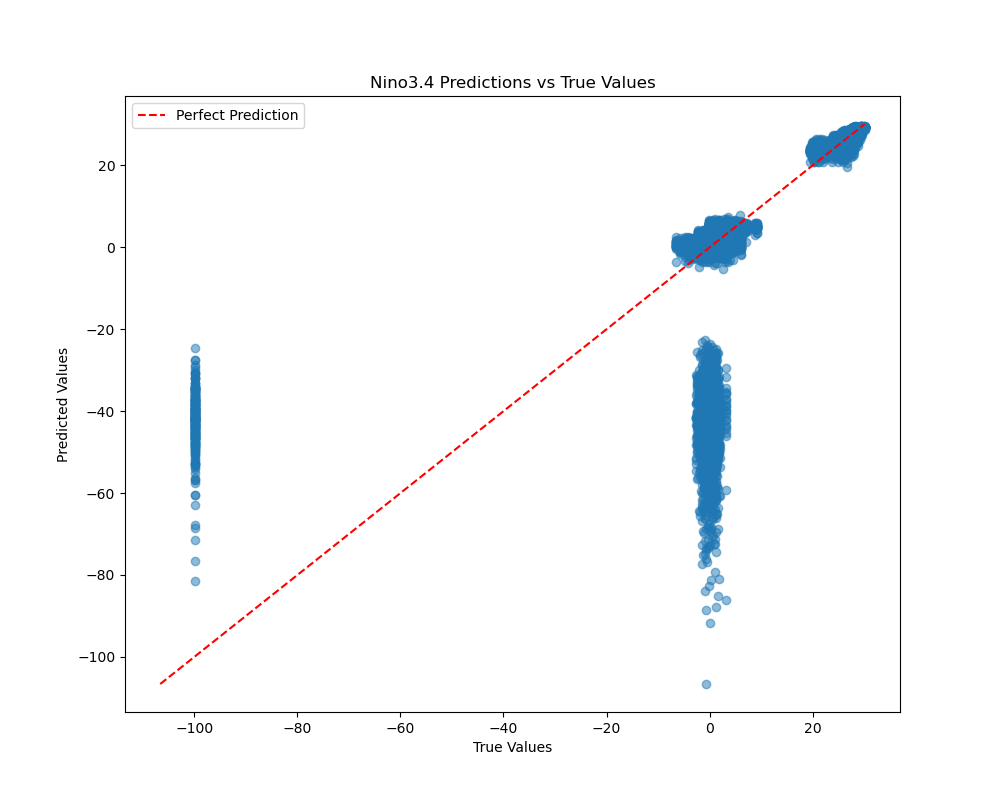 Nino3.4 Predictions vs True Values
Perfect Prediction
20
0
−20
−40
−60
−80
−100
Predicted Values
−100 −80 −60 −40 −20 0 20
True Values